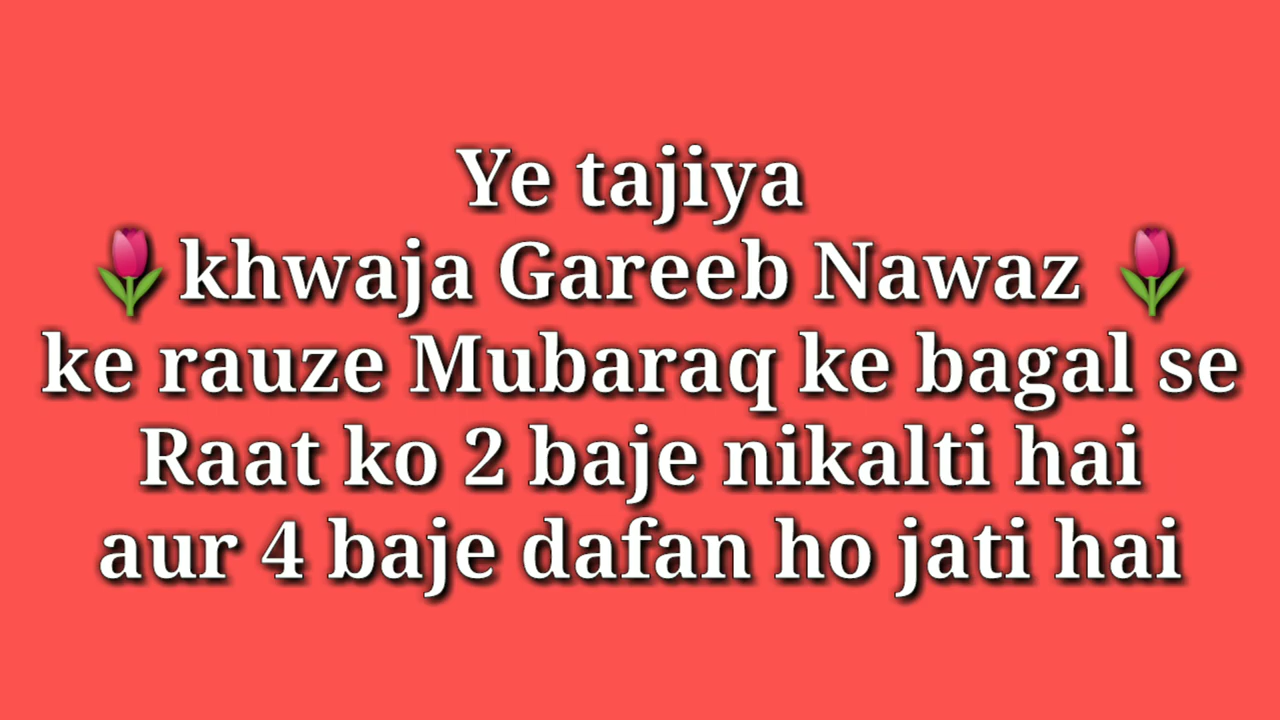 Ye tajiya
🌷khwaja Gareeb Nawaz 🌷
ke rauze Mubaraq ke bagal se
Raat ko 2 baje nikalti hai
aur 4 baje dafan ho jati hai